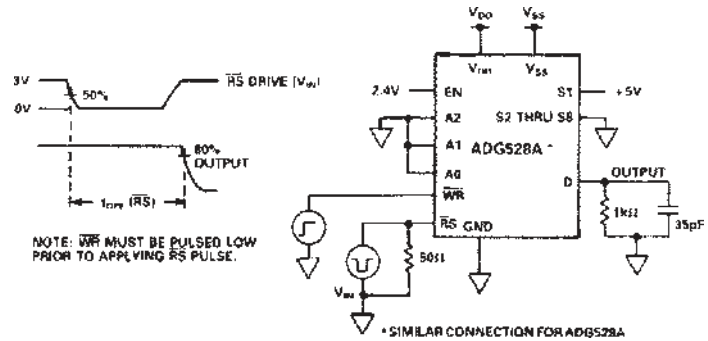 VDD
VSS
3V
50%
0V
RS DRIVE (VIN)
80%
OUTPUT
tOFF (RS)
NOTE: WR MUST BE PULSED LOW
PRIOR TO APPLYING RS PULSE.
VDD
VSS
2.4V
EN
S1
+5V
A2
S2 THRU S8
A1
ADG528A*
A0
D
OUTPUT
WR
RS
GND
1kΩ
35pF
50Ω
VIN
* SIMILAR CONNECTION FOR ADG529A